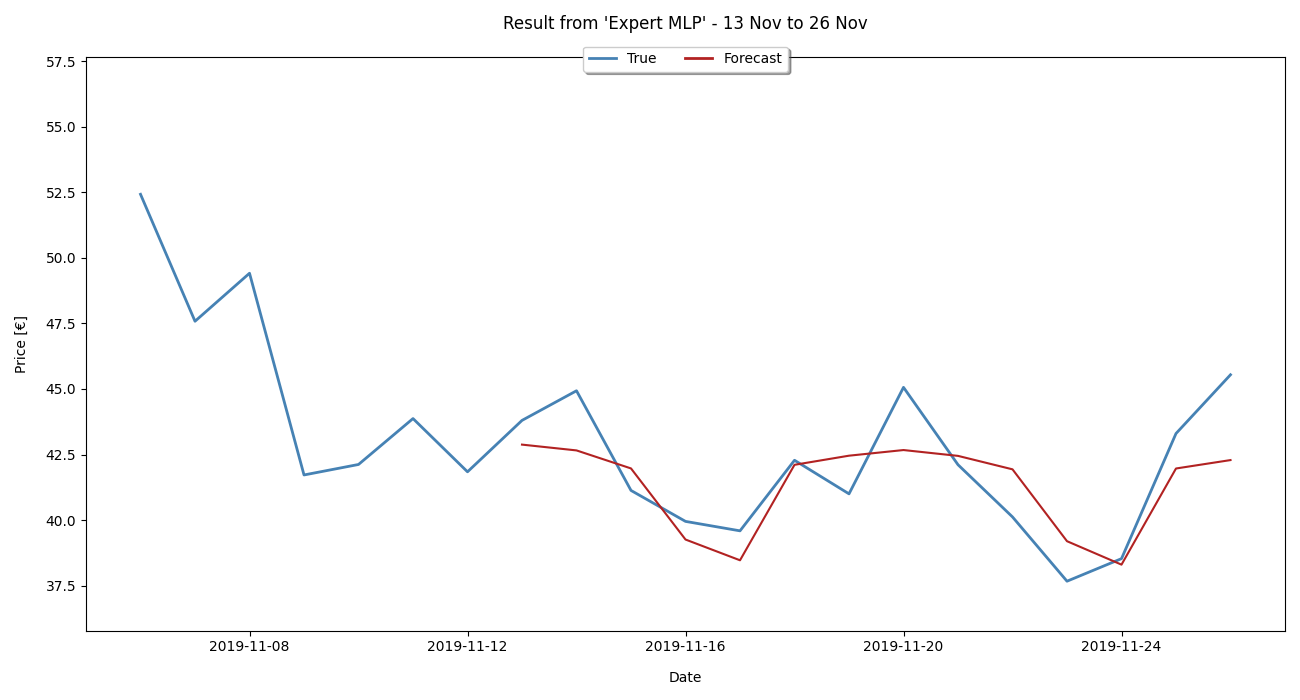 Result from 'Expert MLP' - 13 Nov to 26 Nov
True Forecast
57.5
55.0
52.5
50.0
47.5
45.0
42.5
40.0
37.5
Price [€]
2019-11-08 2019-11-12 2019-11-16 2019-11-20 2019-11-24
Date